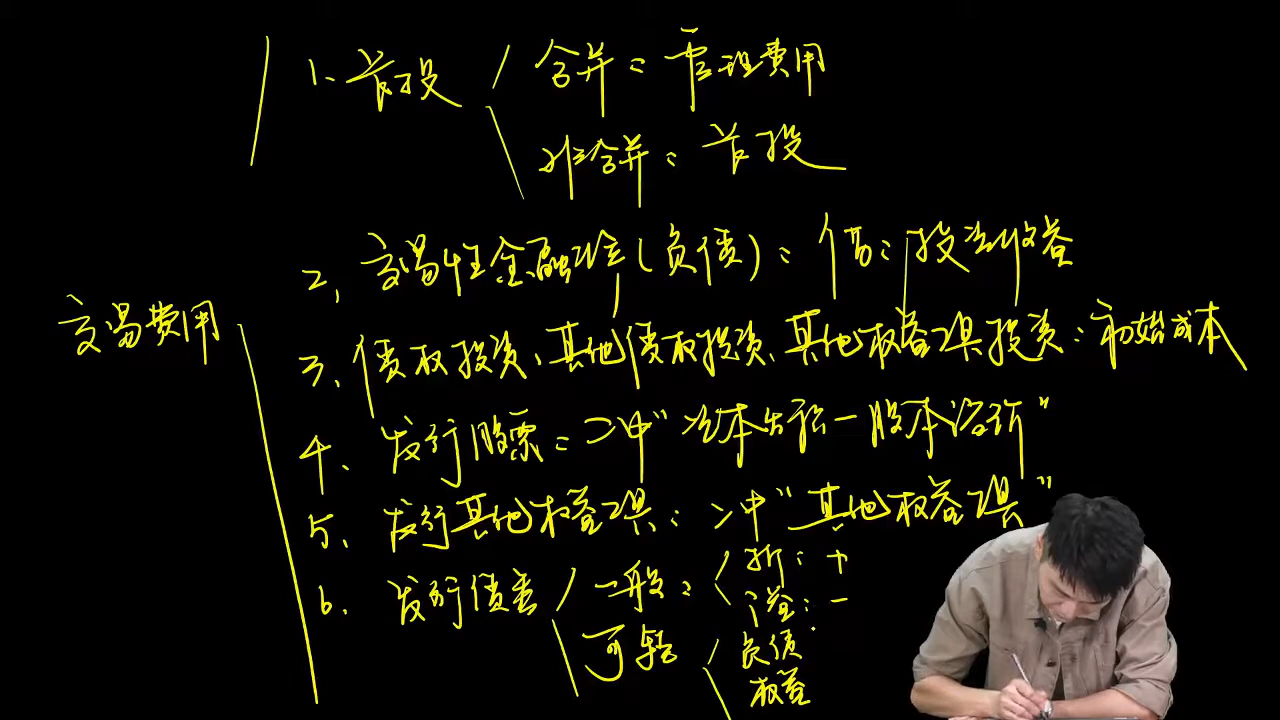 交易费用
1、长投
合并：管理费用
非合并：长投
2、交易性金融资产(负债)：借：投资收益
3、债权投资、其他债权投资、其他权益工具投资：初始成本
4、发行股票：冲"资本公积—股本溢价"
5、发行其他权益工具：冲"其他权益工具"
6、发行债券
一般：
折：+
溢：-
可转
负债
权益